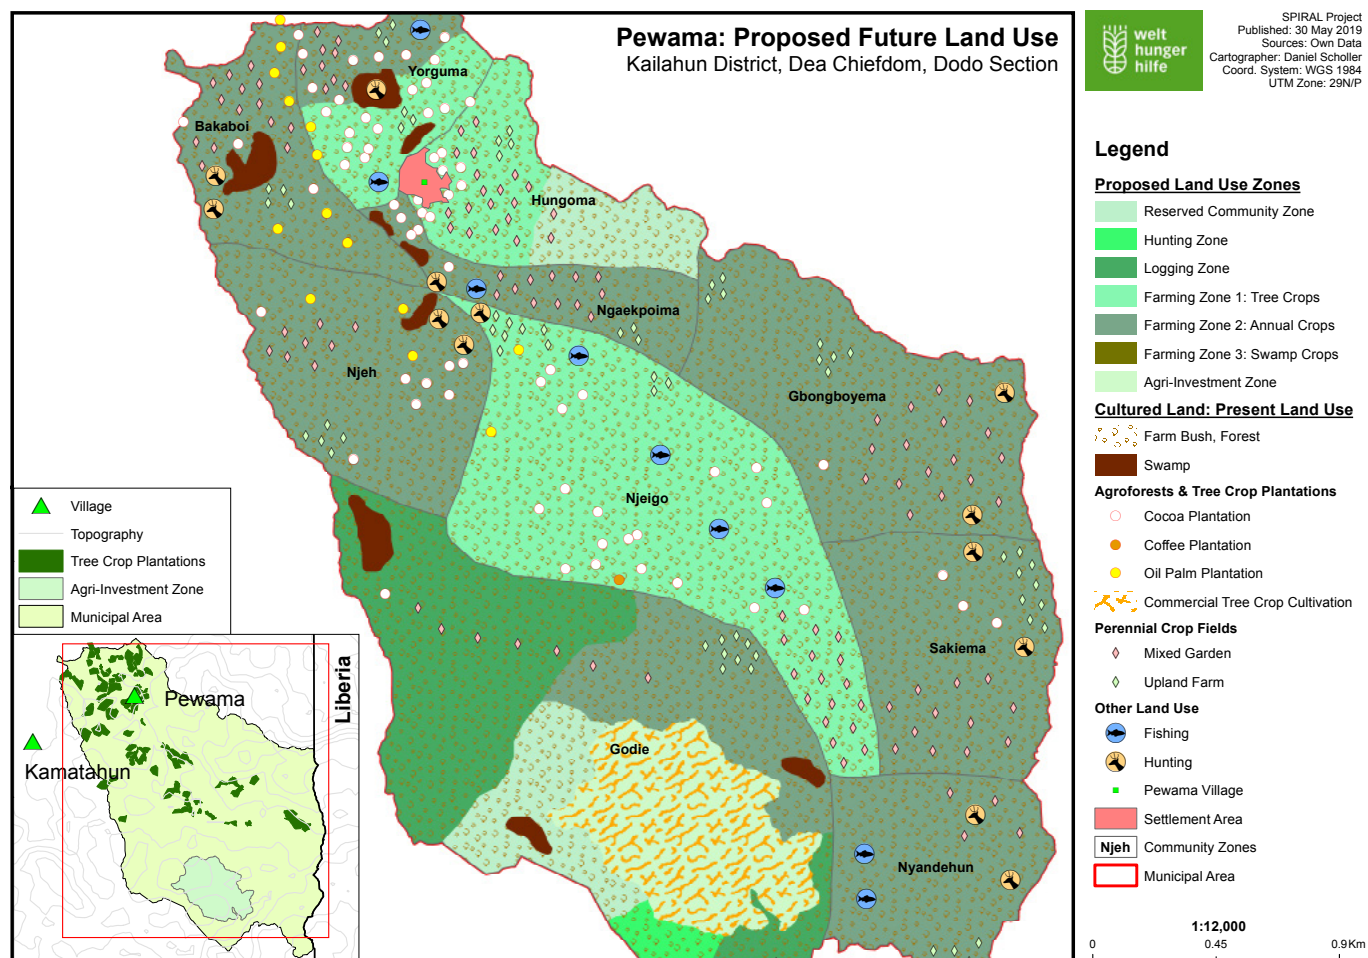 Pewama: Proposed Future Land Use
Kailahun District, Dea Chiefdom, Dodo Section
welt
hunger
hilfe
SPIRAL Project
Published: 30 May 2019
Sources: Own Data
Cartographer: Daniel Scholler
Coord. System: WGS 1984
UTM Zone: 29N/P
Legend
Proposed Land Use Zones
Reserved Community Zone
Hunting Zone
Logging Zone
Farming Zone 1: Tree Crops
Farming Zone 2: Annual Crops
Farming Zone 3: Swamp Crops
Agri-Investment Zone
Cultured Land: Present Land Use
Farm Bush, Forest
Swamp
Agroforests & Tree Crop Plantations
Cocoa Plantation
Coffee Plantation
Oil Palm Plantation
Commercial Tree Crop Cultivation
Perennial Crop Fields
Mixed Garden
Upland Farm
Other Land Use
Fishing
Hunting
Pewama Village
Settlement Area
Njeh Community Zones
Municipal Area
1:12,000
0 0.45 0.9 Km
Yorguma
Bakaboi
Hungoma
Ngaekpoima
Njeh
Gbongboyema
Njeigo
Sakiema
Godie
Nyandehun
Village
Topography
Tree Crop Plantations
Agri-Investment Zone
Municipal Area
Pewama
Kamatahun
Liberia